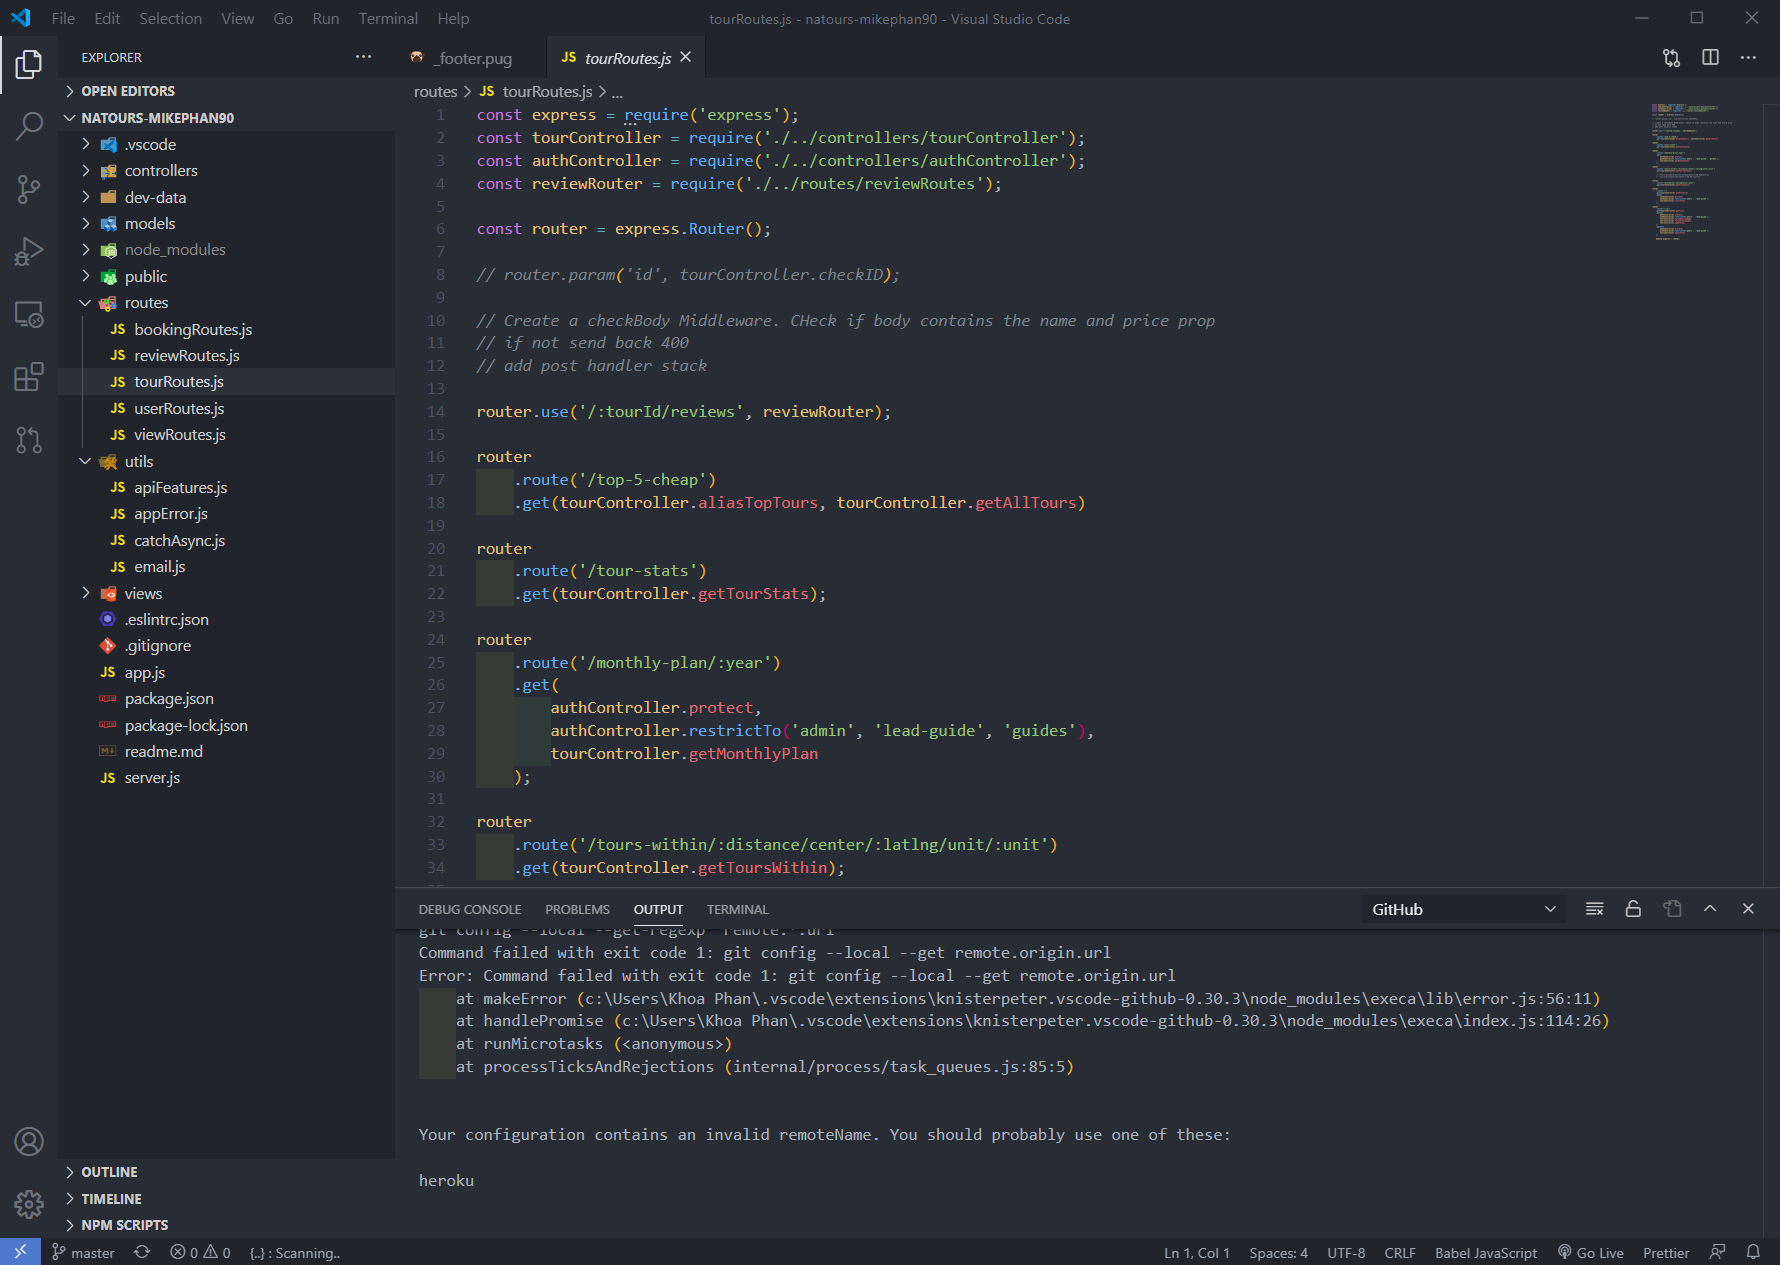 File Edit Selection View Go Run Terminal Help
tourRoutes.js - natours-mikephan90 - Visual Studio Code
EXPLORER
_footer.pug
JS tourRoutes.js
OPEN EDITORS
NATOURS-MIKEPHAN90
.vscode
controllers
dev-data
models
node_modules
public
routes
JS bookingRoutes.js
JS reviewRoutes.js
JS tourRoutes.js
JS userRoutes.js
JS viewRoutes.js
utils
JS apiFeatures.js
JS appError.js
JS catchAsync.js
JS email.js
views
.eslintrc.json
.gitignore
JS app.js
package.json
package-lock.json
readme.md
JS server.js
OUTLINE
TIMELINE
NPM SCRIPTS
routes > JS tourRoutes.js > ...
1 const express = require('express');
2 const tourController = require('./../controllers/tourController');
3 const authController = require('./../controllers/authController');
4 const reviewRouter = require('./../routes/reviewRoutes');
5
6 const router = express.Router();
7
8 // router.param('id', tourController.checkID);
9
10 // Create a checkBody Middleware. CHeck if body contains the name and price prop
11 // if not send back 400
12 // add post handler stack
13
14 router.use('/:tourId/reviews', reviewRouter);
15
16 router
17 .route('/top-5-cheap')
18 .get(tourController.aliasTopTours, tourController.getAllTours)
19
20 router
21 .route('/tour-stats')
22 .get(tourController.getTourStats);
23
24 router
25 .route('/monthly-plan/:year')
26 .get(
27 authController.protect,
28 authController.restrictTo('admin', 'lead-guide', 'guides'),
29 tourController.getMonthlyPlan
30 );
31
32 router
33 .route('/tours-within/:distance/center/:latlng/unit/:unit')
34 .get(tourController.getToursWithin);
DEBUG CONSOLE PROBLEMS OUTPUT TERMINAL
GitHub
git config --local --get-regexp
Command failed with exit code 1: git config --local --get remote.origin.url
Error: Command failed with exit code 1: git config --local --get remote.origin.url
at makeError (c:\Users\Khoa Phan\.vscode\extensions\knisterpeter.vscode-github-0.30.3\node_modules\execa\lib\error.js:56:11)
at handlePromise (c:\Users\Khoa Phan\.vscode\extensions\knisterpeter.vscode-github-0.30.3\node_modules\execa\index.js:114:26)
at runMicrotasks (<anonymous>)
at processTicksAndRejections (internal/process/task_queues.js:85:5)
Your configuration contains an invalid remoteName. You should probably use one of these:
heroku
master 0 0 {..} : Scanning.. Ln 1, Col 1 Spaces: 4 UTF-8 CRLF Babel JavaScript Go Live Prettier